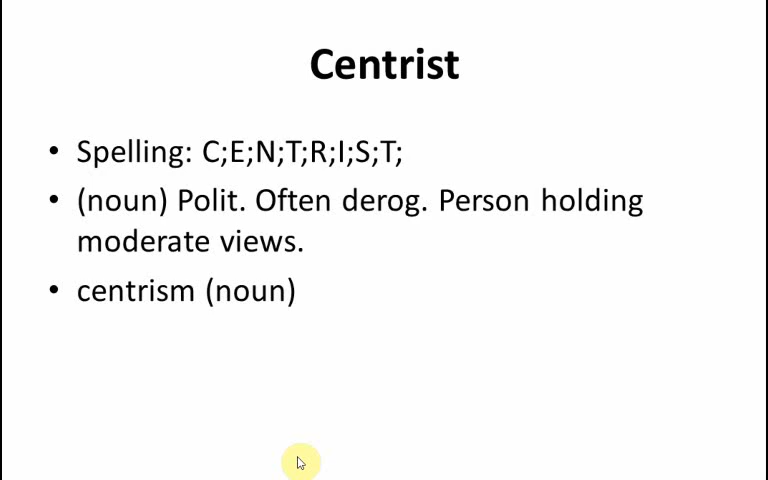 Centrist
• Spelling: C;E;N;T;R;I;S;T;
• (noun) Polit. Often derog. Person holding
moderate views.
• centrism (noun)